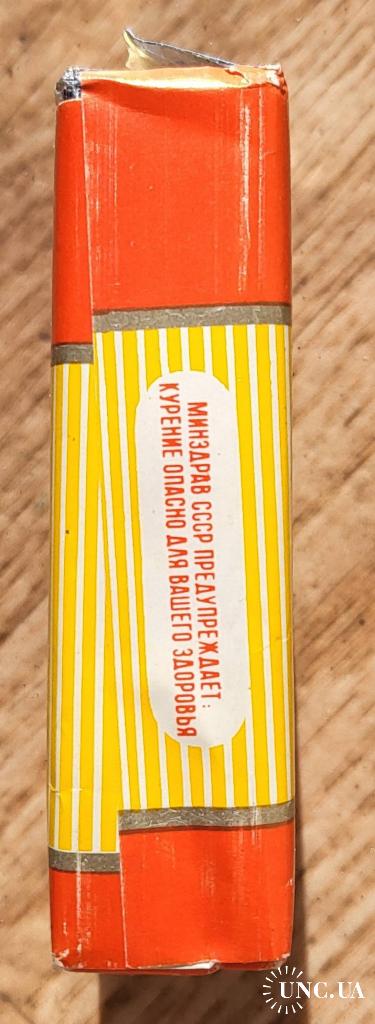 МИНЗДРАВ СССР ПРЕДУПРЕЖДАЕТ:
КУРЕНИЕ ОПАСНО ДЛЯ ВАШЕГО ЗДОРОВЬЯ
UNC.UA